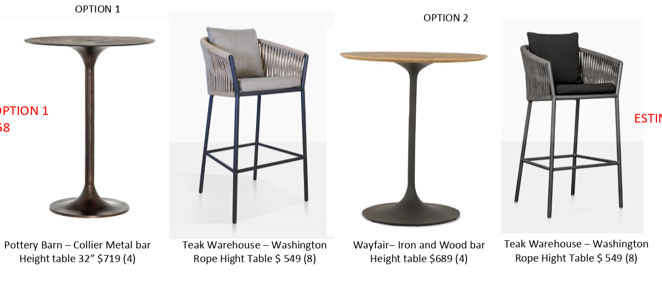 OPTION 1
OPTION 2
OPTION 1
Pottery Barn – Collier Metal bar
Height table 32” $719 (4)
Teak Warehouse – Washington
Rope Hight Table $ 549 (8)
Wayfair– Iron and Wood bar
Height table $689 (4)
Teak Warehouse – Washington
Rope Hight Table $ 549 (8)